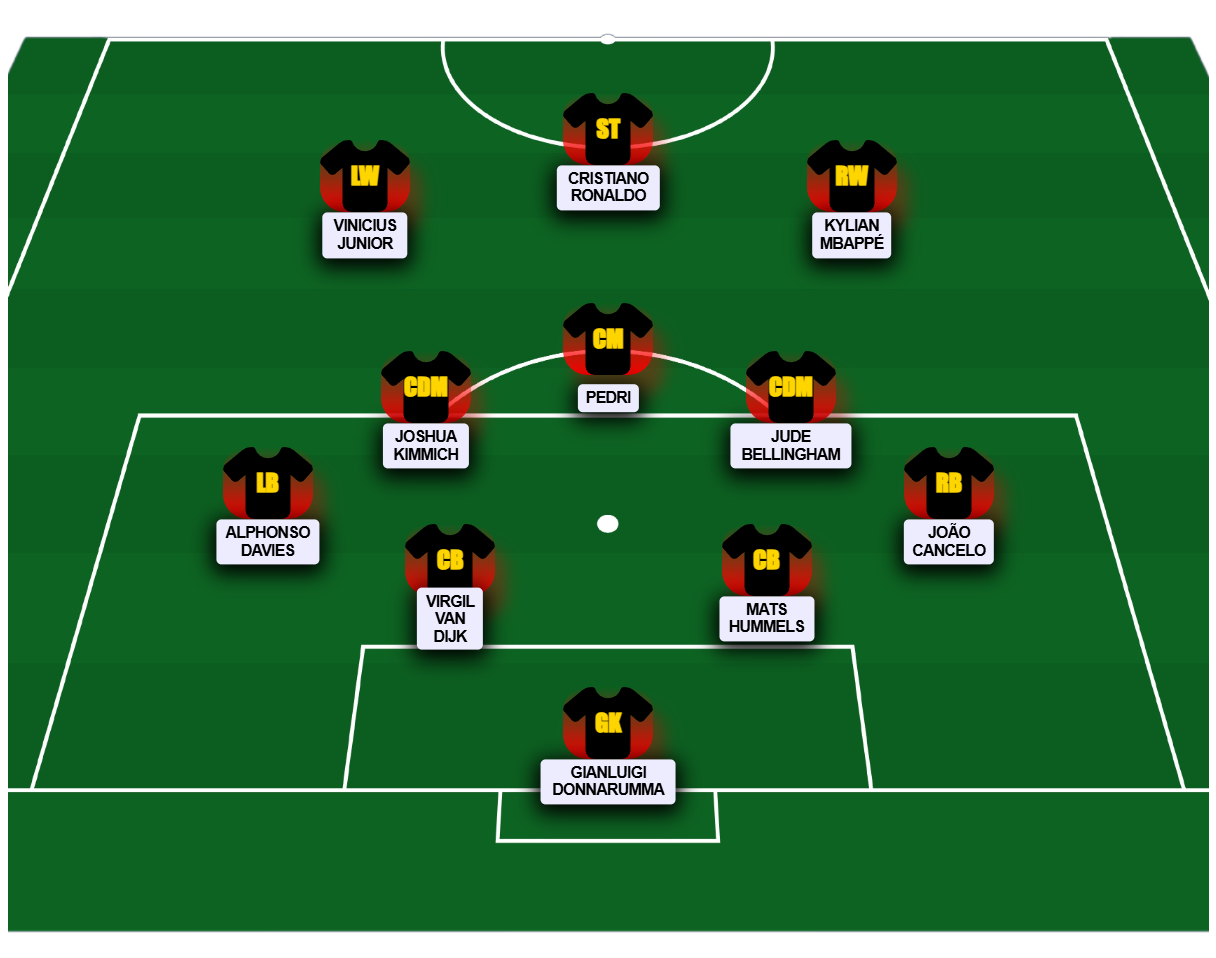 ST
CRISTIANO
RONALDO
LW
VINICIUS
JUNIOR
RW
KYLIAN
MBAPPÉ
CM
PEDRI
CDM
JOSHUA
KIMMICH
CDM
JUDE
BELLINGHAM
LB
ALPHONSO
DAVIES
RB
JOÃO
CANCELO
CB
VIRGIL
VAN
DIJK
CB
MATS
HUMMELS
GK
GIANLUIGI
DONNARUMMA